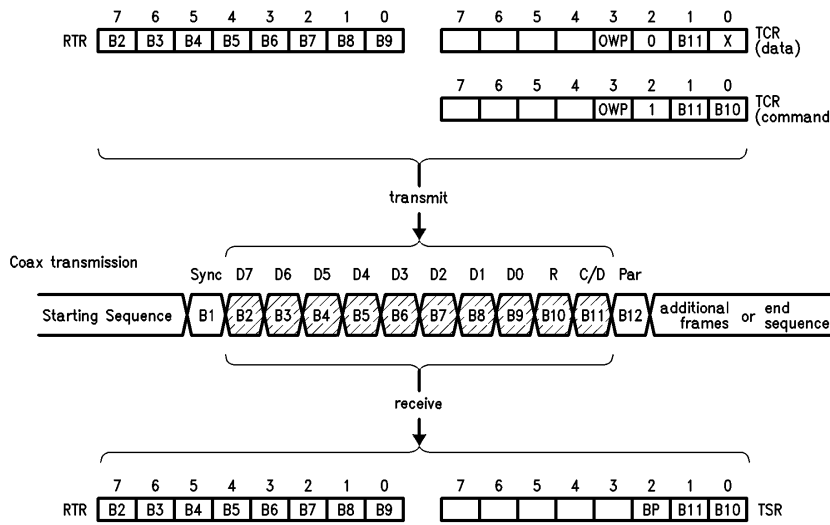 7 6 5 4 3 2 1 0 7 6 5 4 3 2 1 0
RTR B2 B3 B4 B5 B3 B7 B8 B9 OWP 0 B11 X TCR
(data)
7 6 5 4 3 2 1 0
OWP 1 B11 B10 TCR
(command
transmit
Coax transmission
Sync D7 D6 D5 D4 D3 D2 D1 D0 R C/D Par
Starting Sequence B1 B2 B3 B4 B5 B6 B7 B8 B9 B10 B11 B12 additional frames or end sequence
receive
7 6 5 4 3 2 1 0 7 6 5 4 3 2 1 0
RTR B2 B3 B4 B5 B6 B7 B8 B9 BP B11 B10 TSR